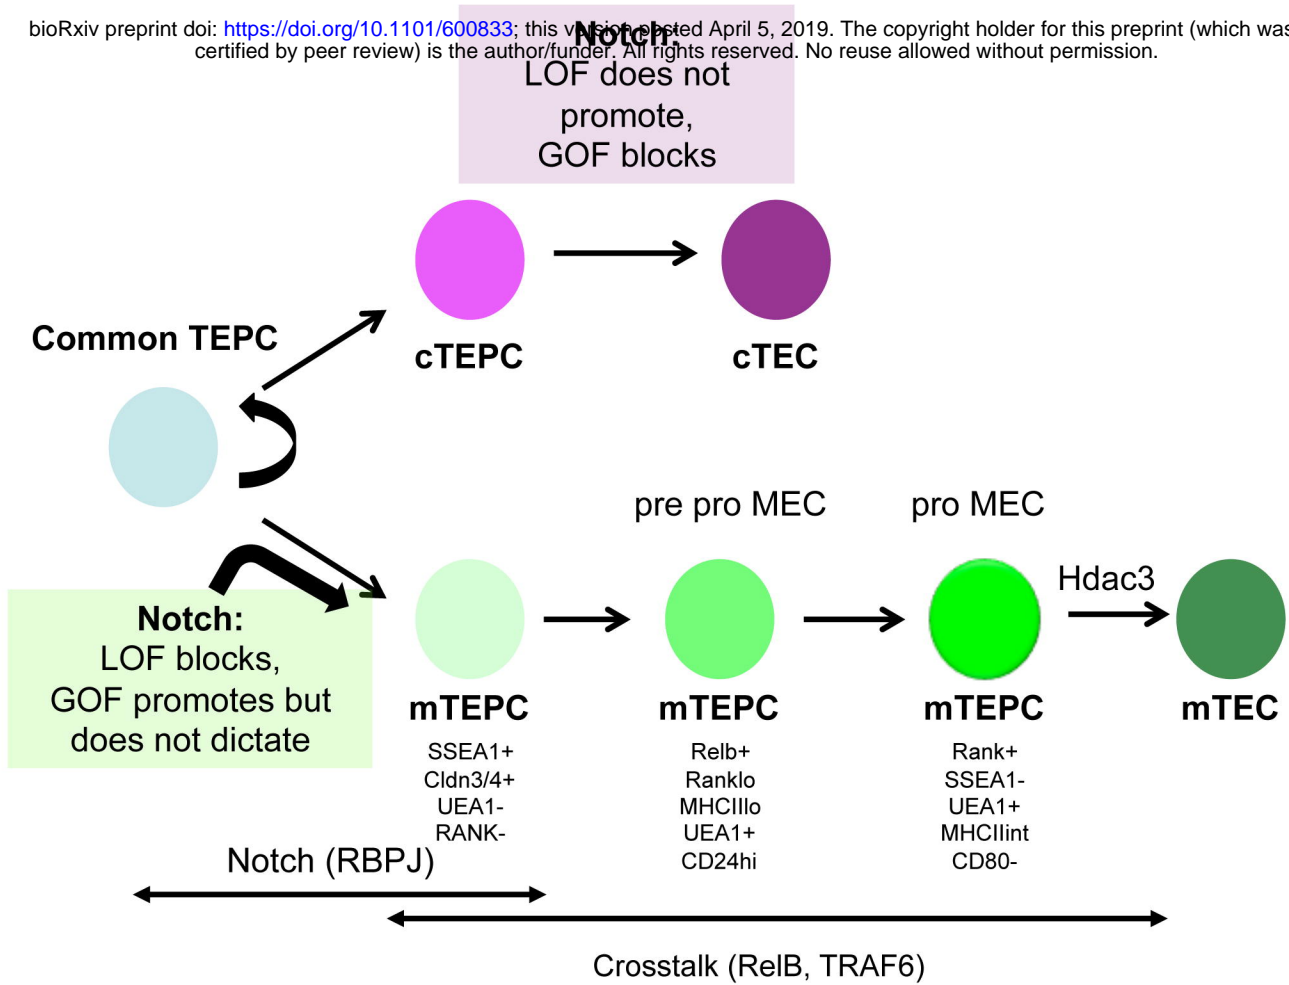 bioRxiv preprint doi: https://doi.org/10.1101/600833; this version posted April 5, 2019. The copyright holder for this preprint (which was
certified by peer review) is the author/funder. All rights reserved. No reuse allowed without permission.
Notch:
LOF does not
promote,
GOF blocks
Common TEPC
cTEPC
cTEC
pre pro MEC
pro MEC
Hdac3
Notch:
LOF blocks,
GOF promotes but
does not dictate
mTEPC
SSEA1+
Cldn3/4+
UEA1-
RANK-
mTEPC
Relb+
Ranklo
MHCIIlo
UEA1+
CD24hi
mTEPC
Rank+
SSEA1-
UEA1+
MHCIIint
CD80-
mTEC
Notch (RBPJ)
Crosstalk (RelB, TRAF6)